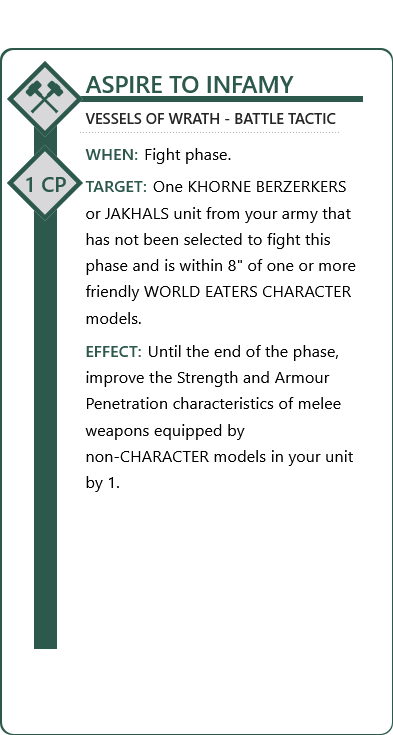 ASPIRE TO INFAMY
VESSELS OF WRATH - BATTLE TACTIC
WHEN: Fight phase.
1 CP
TARGET: One KHORNE BERZERKERS
or JAKHALS unit from your army that
has not been selected to fight this
phase and is within 8" of one or more
friendly WORLD EATERS CHARACTER
models.
EFFECT: Until the end of the phase,
improve the Strength and Armour
Penetration characteristics of melee
weapons equipped by
non-CHARACTER models in your unit
by 1.